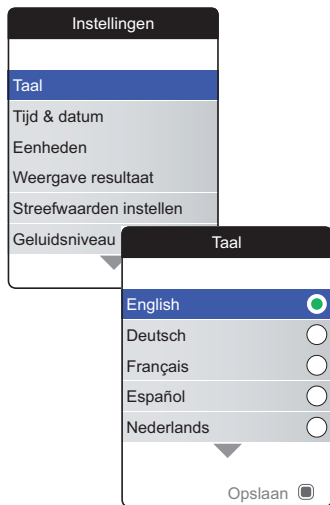 Instellingen
Taal
Tijd & datum
Eenheden
Weergave resultaat
Streefwaarden instellen
Geluidsniveau
Taal
English
Deutsch
Français
Español
Nederlands
Opslaan